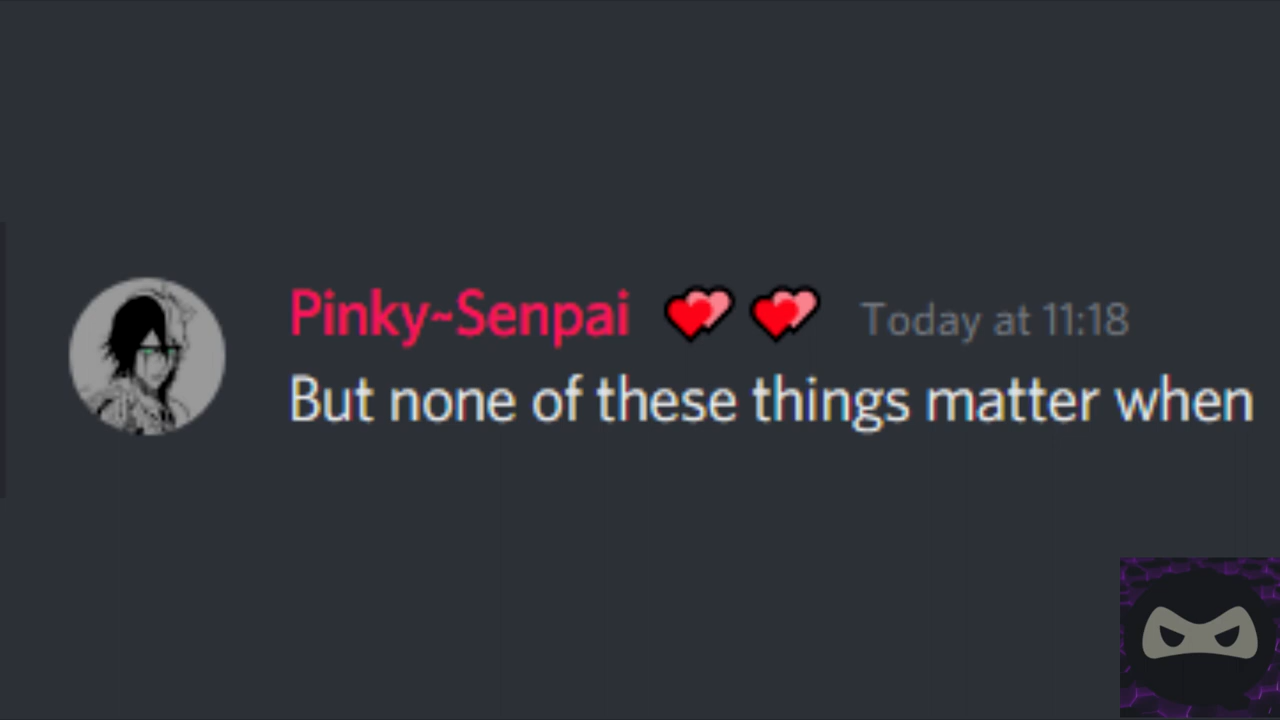 Pinky~Senpai 💕 💕 Today at 11:18
But none of these things matter when